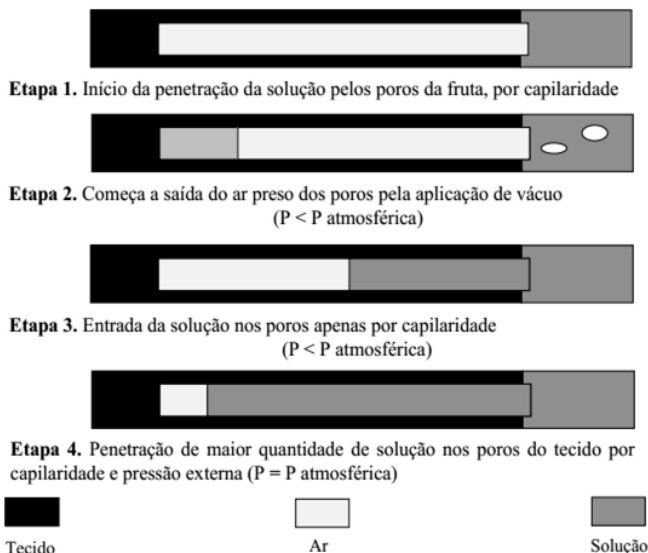 Etapa 1. Início da penetração da solução pelos poros da fruta, por capilaridade
Etapa 2. Começa a saída do ar preso dos poros pela aplicação de vácuo
(P < P atmosférica)
Etapa 3. Entrada da solução nos poros apenas por capilaridade
(P < P atmosférica)
Etapa 4. Penetração de maior quantidade de solução nos poros do tecido por
capilaridade e pressão externa (P = P atmosférica)
Tecido
Ar
Solução